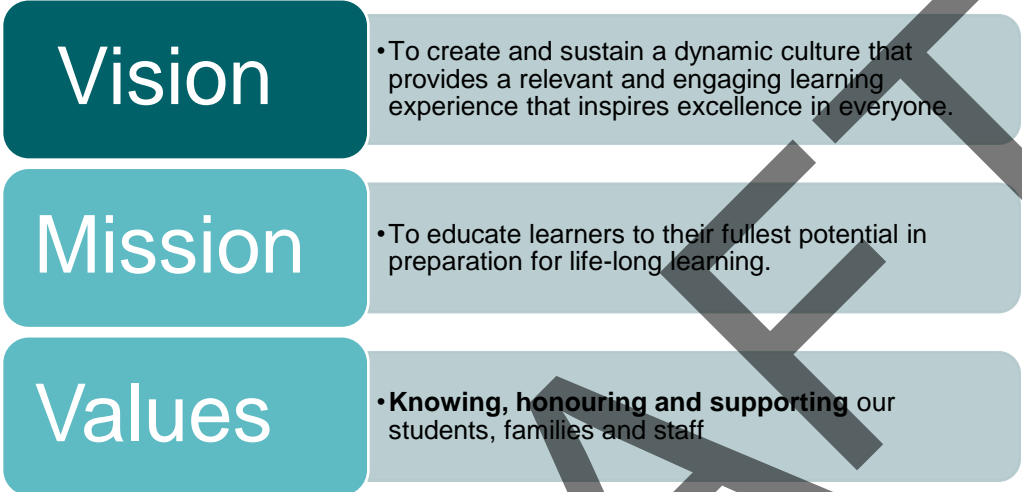 Vision
•To create and sustain a dynamic culture that
provides a relevant and engaging learning
experience that inspires excellence in everyone.
Mission
•To educate learners to their fullest potential in
preparation for life-long learning.
Values
•Knowing, honouring and supporting our
students, families and staff
AFT